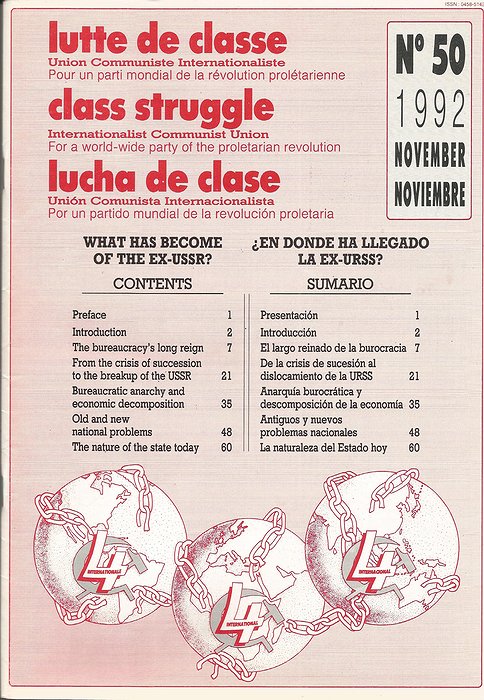 ISSN: 0458-5163
lutte de classe
Union Communiste Internationaliste
Pour un parti mondial de la révolution prolétarienne
class struggle
Internationalist Communist Union
For a world-wide party of the proletarian revolution
lucha de clase
Unión Comunista Internacionalista
Por un partido mundial de la revolución proletaria
N° 50
1992
NOVEMBER
NOVIEMBRE
WHAT HAS BECOME
OF THE EX-USSR?
CONTENTS
Preface 1
Introduction 2
The bureaucracy's long reign 7
From the crisis of succession
to the breakup of the USSR 21
Bureaucratic anarchy and
economic decomposition 35
Old and new
national problems 48
The nature of the state today 60
¿EN DONDE HA LLEGADO
LA EX-URSS?
SUMARIO
Presentación 1
Introducción 2
El largo reinado de la burocracia 7
De la crisis de sucesión al
dislocamiento de la URSS 21
Anarquía burocrática y
descomposición de la economía 35
Antiguos y nuevos
problemas nacionales 48
La naturaleza del Estado hoy 60
4
INTERNATIONALE
4
INTERNATIONAL
4
INTERNACIONAL